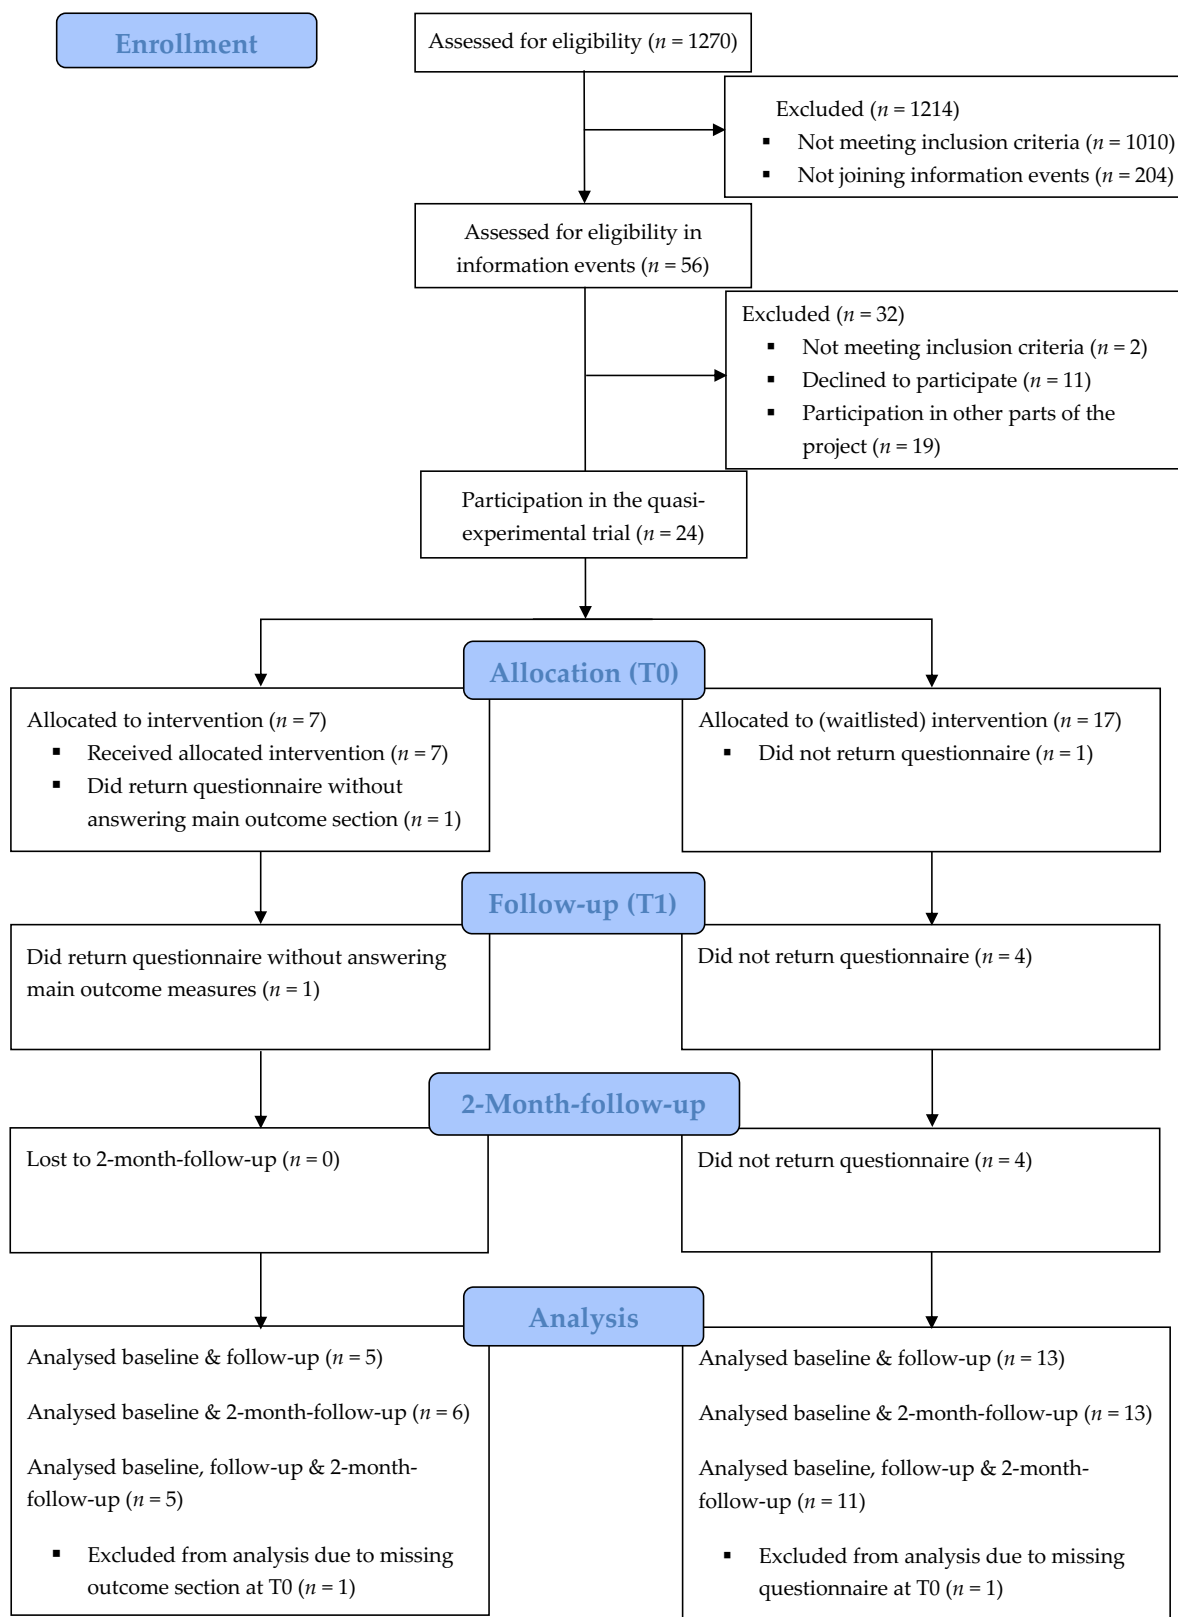 Enrollment
Assessed for eligibility (n = 1270)
Excluded (n = 1214)
▪ Not meeting inclusion criteria (n = 1010)
▪ Not joining information events (n = 204)
Assessed for eligibility in
information events (n = 56)
Excluded (n = 32)
▪ Not meeting inclusion criteria (n = 2)
▪ Declined to participate (n = 11)
▪ Participation in other parts of the
project (n = 19)
Participation in the quasi-
experimental trial (n = 24)
Allocation (T0)
Allocated to intervention (n = 7)
▪ Received allocated intervention (n = 7)
▪ Did return questionnaire without
answering main outcome section (n = 1)
Allocated to (waitlisted) intervention (n = 17)
▪ Did not return questionnaire (n = 1)
Follow-up (T1)
Did return questionnaire without answering
main outcome measures (n = 1)
Did not return questionnaire (n = 4)
2-Month-follow-up
Lost to 2-month-follow-up (n = 0)
Did not return questionnaire (n = 4)
Analysis
Analysed baseline & follow-up (n = 5)
Analysed baseline & 2-month-follow-up (n = 6)
Analysed baseline, follow-up & 2-month-
follow-up (n = 5)
▪ Excluded from analysis due to missing
outcome section at T0 (n = 1)
Analysed baseline & follow-up (n = 13)
Analysed baseline & 2-month-follow-up (n = 13)
Analysed baseline, follow-up & 2-month-
follow-up (n = 11)
▪ Excluded from analysis due to missing
questionnaire at T0 (n = 1)